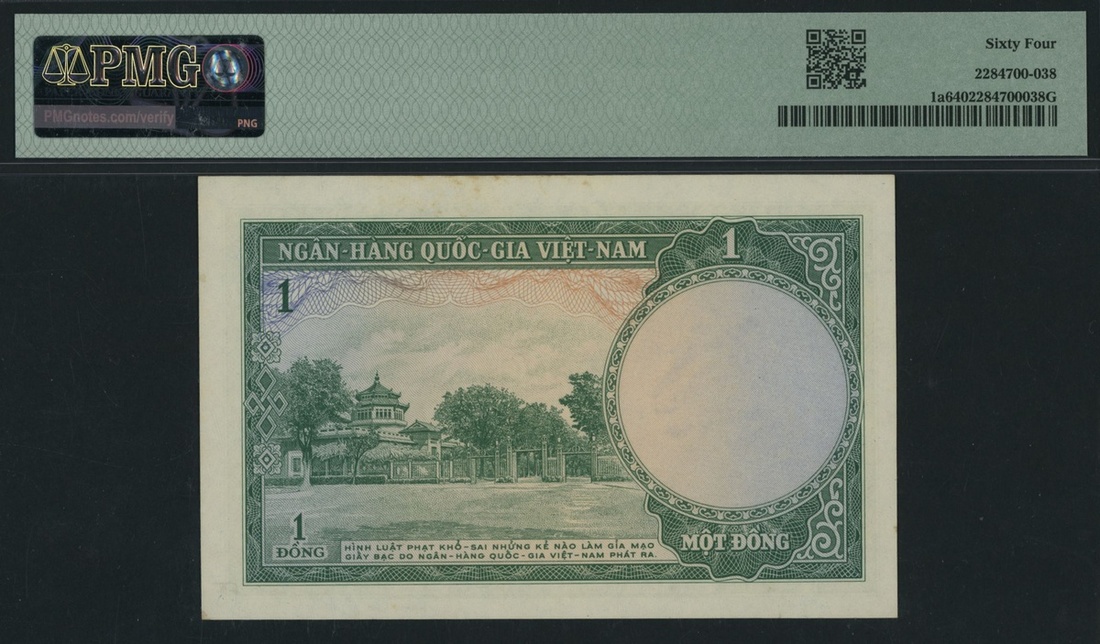 PMG
PMGnotes.com/verify
PNG
Sixty Four
2284700-038
1a6402284700038G
NGÂN-HÀNG QUỐC-GIA VIỆT-NAM
1
1
1
ĐỒNG
HÌNH LUẬT PHẠT KHỔ-SAI NHỮNG KẺ NÀO LÀM GIẢ MẠO
GIẤY BẠC DO NGÂN-HÀNG QUỐC-GIA VIỆT-NAM PHÁT RA.
MỘT ĐỒNG